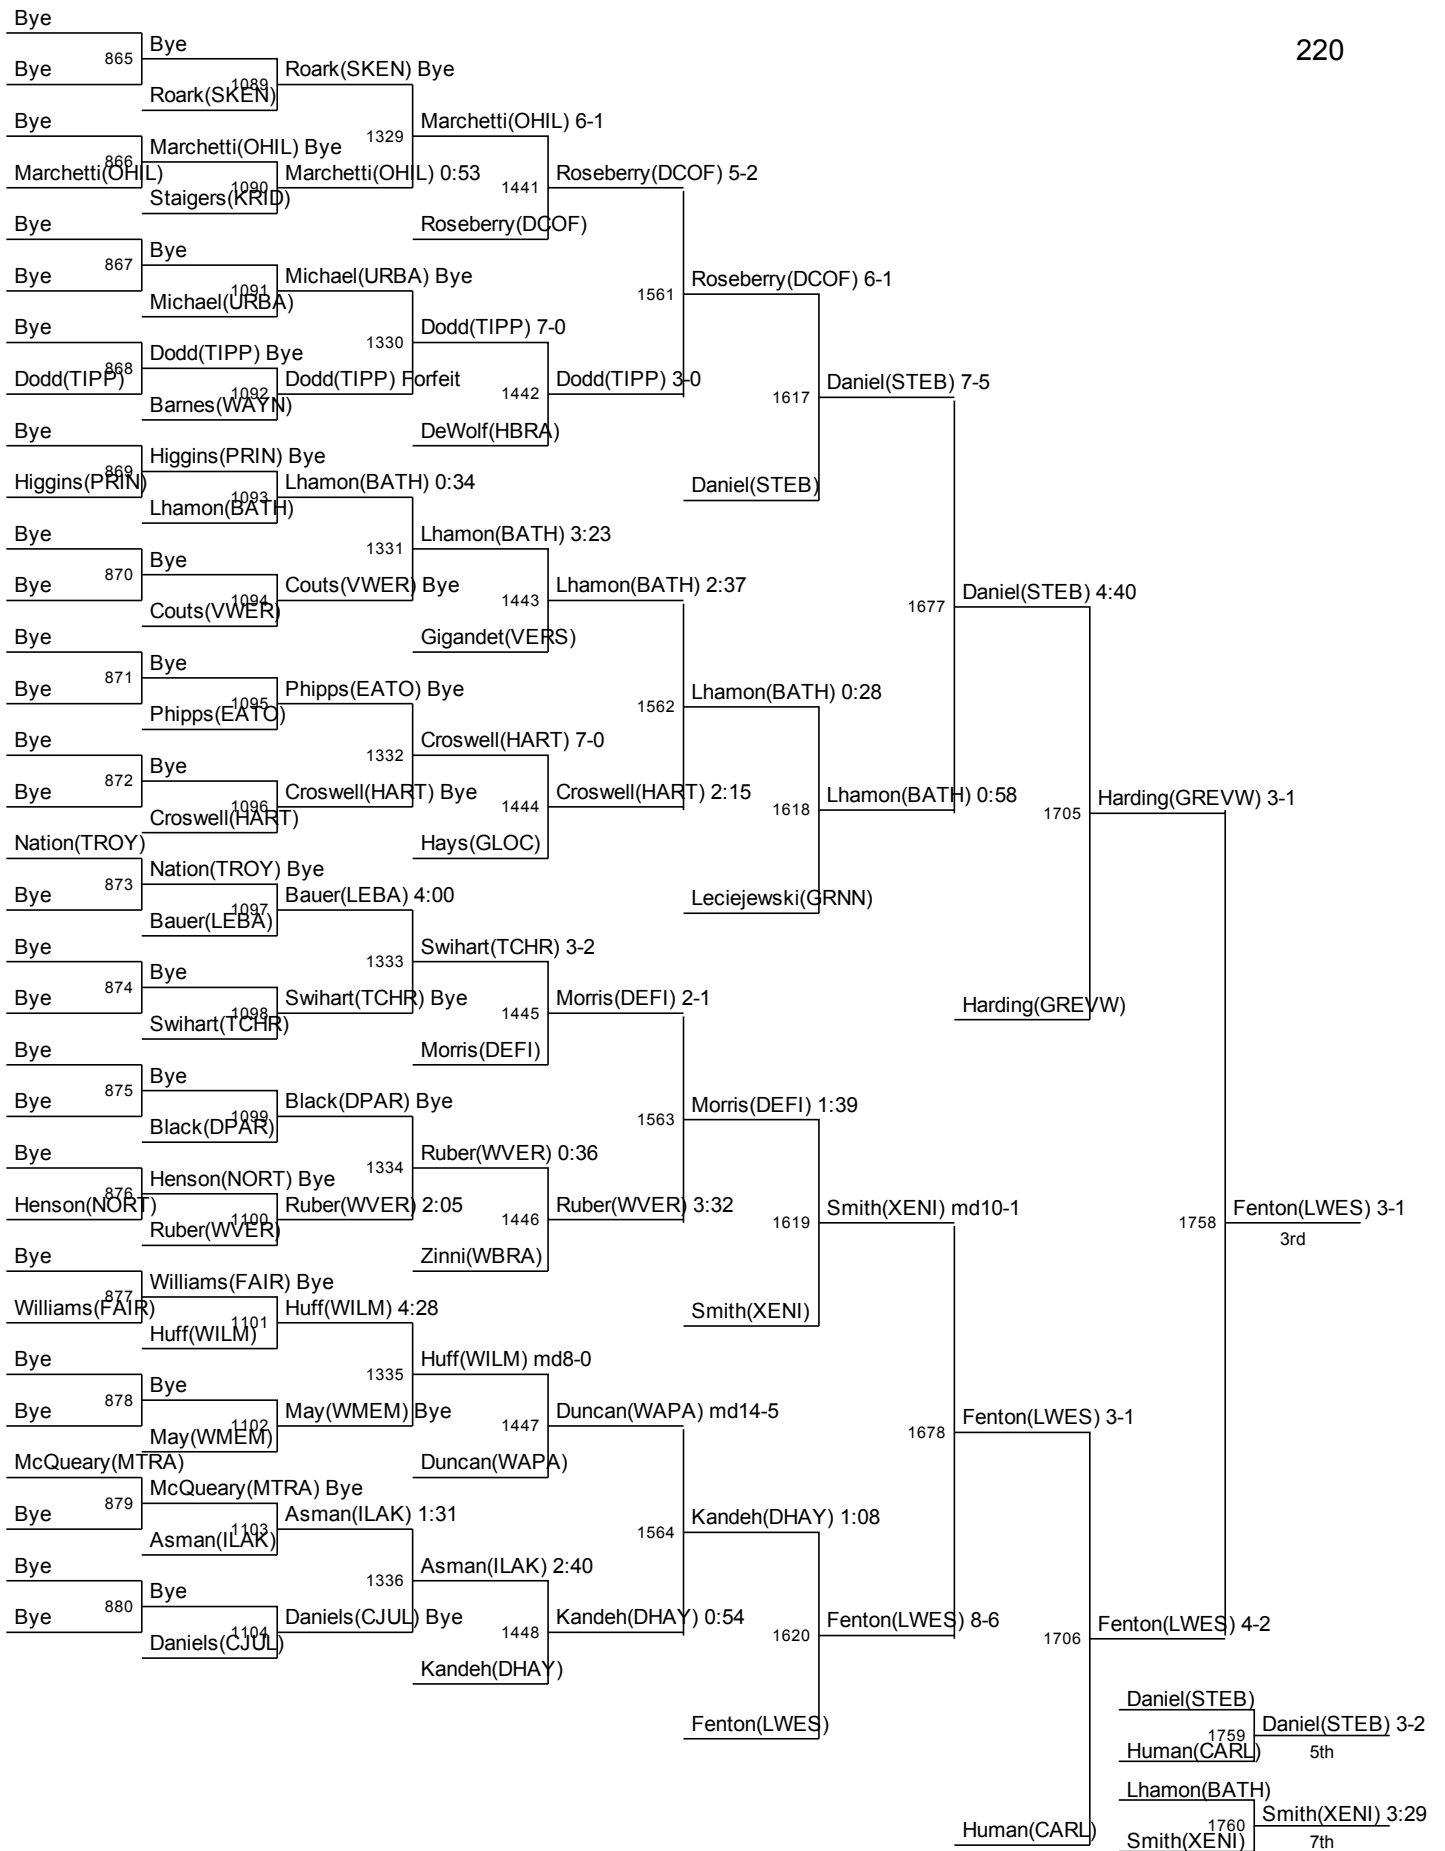 220
Bye
865
Bye
Bye
1089
Roark(SKEN)
Roark(SKEN) Bye
Bye
866
Marchetti(OHIL)
Marchetti(OHIL) Bye
1090
Staigers(KRID)
Marchetti(OHIL) 0:53
1329
Marchetti(OHIL) 6-1
1441
Roseberry(DCOF)
Roseberry(DCOF) 5-2
Bye
867
Bye
Bye
1091
Michael(URBA)
Michael(URBA) Bye
Bye
868
Dodd(TIPP)
Dodd(TIPP) Bye
1092
Barnes(WAYN)
Dodd(TIPP) Forfeit
1330
Dodd(TIPP) 7-0
1442
DeWolf(HBRA)
Dodd(TIPP) 3-0
1561
Roseberry(DCOF) 6-1
1617
Daniel(STEB)
Daniel(STEB) 7-5
Bye
869
Higgins(PRIN)
Higgins(PRIN) Bye
1093
Lhamon(BATH)
Lhamon(BATH) 0:34
Bye
870
Bye
Bye
1094
Couts(VWER)
Couts(VWER) Bye
1331
Lhamon(BATH) 3:23
1443
Gigandet(VERS)
Lhamon(BATH) 2:37
Bye
871
Bye
Bye
1095
Phipps(EATO)
Phipps(EATO) Bye
Bye
872
Bye
Bye
1096
Croswell(HART)
Croswell(HART) Bye
1332
Croswell(HART) 7-0
1444
Hays(GLOC)
Croswell(HART) 2:15
1562
Lhamon(BATH) 0:28
1618
Leciejewski(GRNN)
Lhamon(BATH) 0:58
1677
Daniel(STEB) 4:40
1705
Harding(GREVW)
Harding(GREVW) 3-1
Nation(TROY)
873
Bye
Nation(TROY) Bye
1097
Bauer(LEBA)
Bauer(LEBA) 4:00
Bye
874
Bye
Bye
1098
Swihart(TCHR)
Swihart(TCHR) Bye
1333
Swihart(TCHR) 3-2
1445
Morris(DEFI)
Morris(DEFI) 2-1
Bye
875
Bye
Bye
1099
Black(DPAR)
Black(DPAR) Bye
Bye
876
Henson(NORT)
Henson(NORT) Bye
1100
Ruber(WVER)
Ruber(WVER) 2:05
1334
Ruber(WVER) 0:36
1446
Zinni(WBRA)
Ruber(WVER) 3:32
1563
Morris(DEFI) 1:39
1619
Smith(XENI)
Smith(XENI) md10-1
Bye
877
Williams(FAIR)
Williams(FAIR) Bye
1101
Huff(WILM)
Huff(WILM) 4:28
Bye
878
Bye
Bye
1102
May(WMEM)
May(WMEM) Bye
1335
Huff(WILM) md8-0
1447
Duncan(WAPA)
Duncan(WAPA) md14-5
McQueary(MTRA)
879
Bye
McQueary(MTRA) Bye
1103
Asman(ILAK)
Asman(ILAK) 1:31
Bye
880
Bye
Bye
1104
Daniels(CJUL)
Daniels(CJUL) Bye
1336
Asman(ILAK) 2:40
1448
Kandeh(DHAY)
Kandeh(DHAY) 0:54
1564
Kandeh(DHAY) 1:08
1620
Fenton(LWES)
Fenton(LWES) 8-6
1678
Fenton(LWES) 3-1
1706
Human(CARL)
Fenton(LWES) 4-2
1758
Fenton(LWES) 3-1
3rd
Daniel(STEB)
1759
Human(CARL)
Daniel(STEB) 3-2
5th
Lhamon(BATH)
1760
Smith(XENI)
Smith(XENI) 3:29
7th